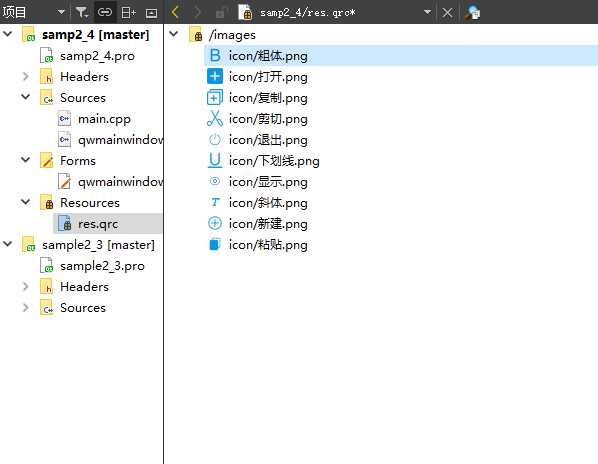 项目
samp2_4/res.qrc*
samp2_4 [master]
samp2_4.pro
Headers
Sources
main.cpp
qwmainwindow
Forms
qwmainwindow
Resources
res.qrc
sample2_3 [master]
sample2_3.pro
Headers
Sources
/images
icon/粗体.png
icon/打开.png
icon/复制.png
icon/剪切.png
icon/退出.png
icon/下划线.png
icon/显示.png
icon/斜体.png
icon/新建.png
icon/粘贴.png